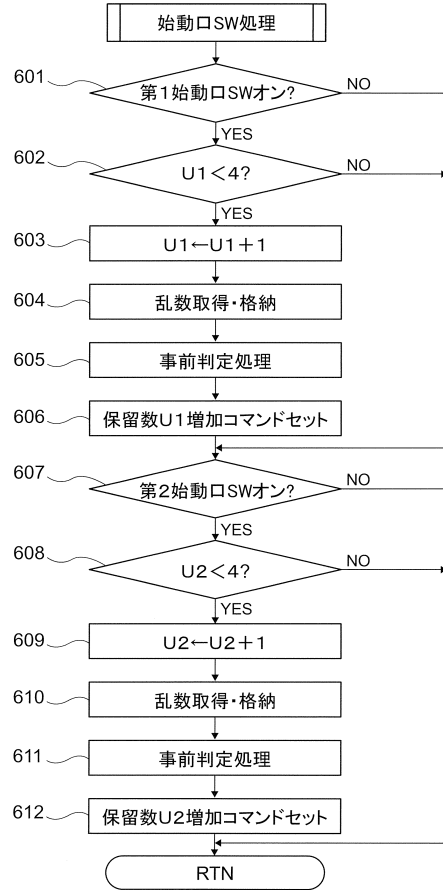 始動口SW処理
601
第1始動口SWオン?
NO
YES
602
U1<4?
NO
YES
603
U1←U1+1
604
乱数取得・格納
605
事前判定処理
606
保留数U1増加コマンドセット
607
第2始動口SWオン?
NO
YES
608
U2<4?
NO
YES
609
U2←U2+1
610
乱数取得・格納
611
事前判定処理
612
保留数U2増加コマンドセット
RTN